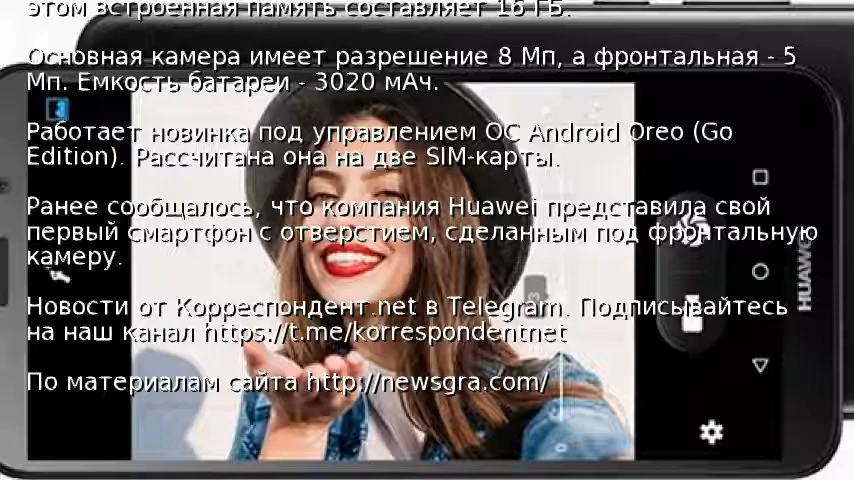 этом встроенная память составляет 16 ГБ.
Основная камера имеет разрешение 8 Мп, а фронтальная - 5
Мп. Емкость батареи - 3020 мАч.
Работает новинка под управлением ОС Android Oreo (Go
Edition). Рассчитана она на две SIM-карты.
Ранее сообщалось, что компания Huawei представила свой
первый смартфон с отверстием, сделанным под фронтальную
камеру.
Новости от Корреспондент.net в Telegram. Подписывайтесь
на наш канал https://t.me/korrespondentnet
По материалам сайта http://newsgra.com/
HUAWEI